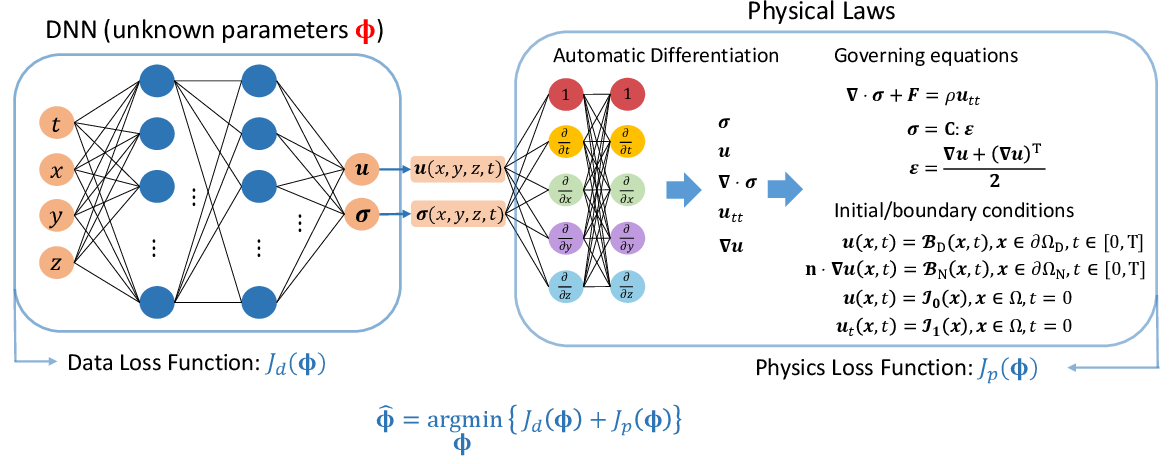 DNN (unknown parameters ϕ)
t
x
y
z
⋮
⋮
⋮
⋮
u
σ
u(x, y, z, t)
σ(x, y, z, t)
Physical Laws
Automatic Differentiation
1 1
∂/∂t ∂/∂t
∂/∂x ∂/∂x
∂/∂y ∂/∂y
∂/∂z ∂/∂z
σ
u
∇ · σ
u_tt
∇u
Governing equations
∇ · σ + F = ρu_tt
σ = C: ε
ε = (∇u + (∇u)^T)/2
Initial/boundary conditions
u(x, t) = ℬ_D(x, t), x ∈ ∂Ω_D, t ∈ [0, T]
n · ∇u(x, t) = ℬ_N(x, t), x ∈ ∂Ω_N, t ∈ [0, T]
u(x, t) = ℐ_0(x), x ∈ Ω, t = 0
u_t(x, t) = ℐ_1(x), x ∈ Ω, t = 0
Data Loss Function: J_d(ϕ)
Physics Loss Function: J_p(ϕ)
ϕ̂ = argmin { J_d(ϕ) + J_p(ϕ)}
ϕ